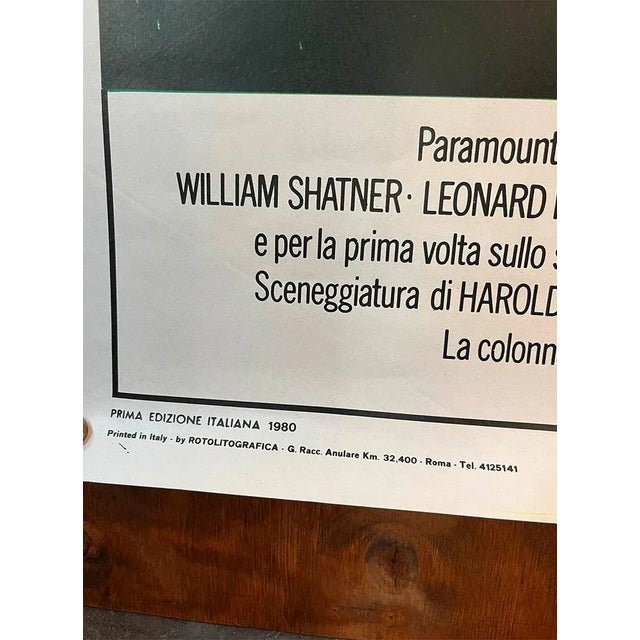 Paramount
WILLIAM SHATNER · LEONARD
e per la prima volta sullo
Sceneggiatura di HAROLD
La colonn
PRIMA EDIZIONE ITALIANA 1980
Printed in Italy - by ROTOLITOGRAFICA - G. Racc. Anulare Km. 32,400 - Roma - Tel. 4125141